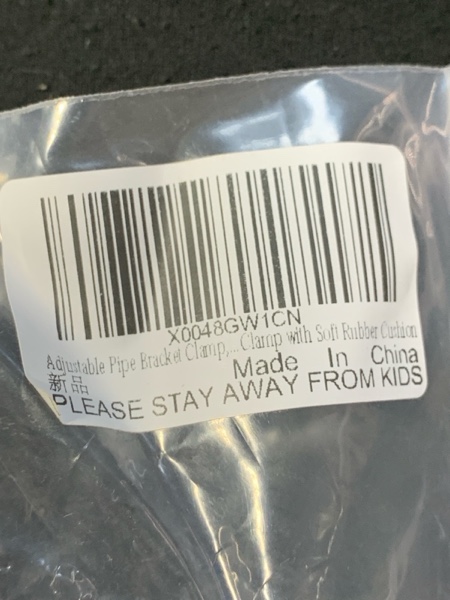 X0048GW1CN
Adjustable Pipe Bracket Clamp,...Clamp with Soft Rubber Cushion
新品
Made In China
PLEASE STAY AWAY FROM KIDS